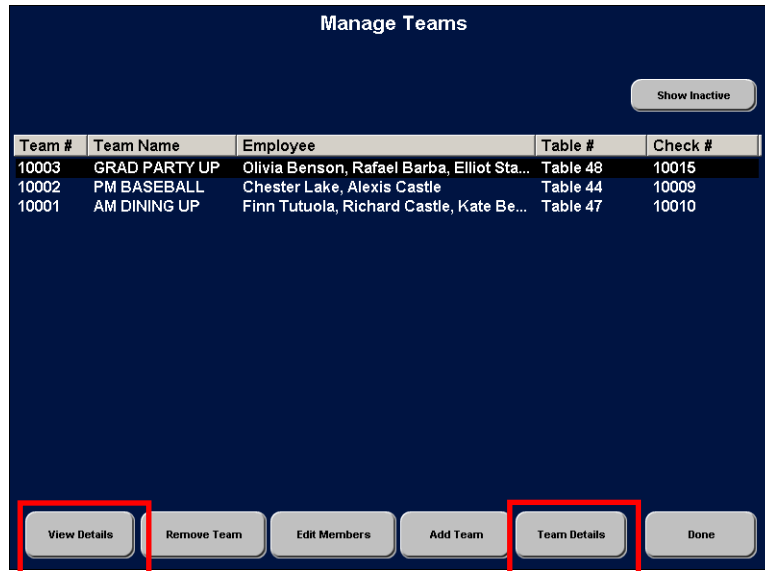 Manage Teams
Show Inactive
Team # Team Name Employee Table # Check #
10003 GRAD PARTY UP Olivia Benson, Rafael Barba, Elliot Sta... Table 48 10015
10002 PM BASEBALL Chester Lake, Alexis Castle Table 44 10009
10001 AM DINING UP Finn Tutuola, Richard Castle, Kate Be... Table 47 10010
View Details Remove Team Edit Members Add Team Team Details Done